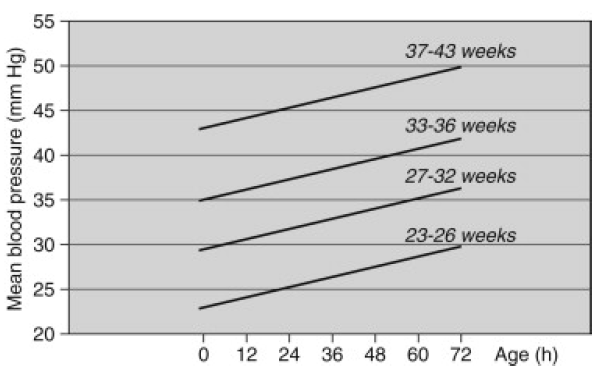 Mean blood pressure (mm Hg)
55
50
45
40
35
30
25
20
37-43 weeks
33-36 weeks
27-32 weeks
23-26 weeks
0 12 24 36 48 60 72 Age (h)